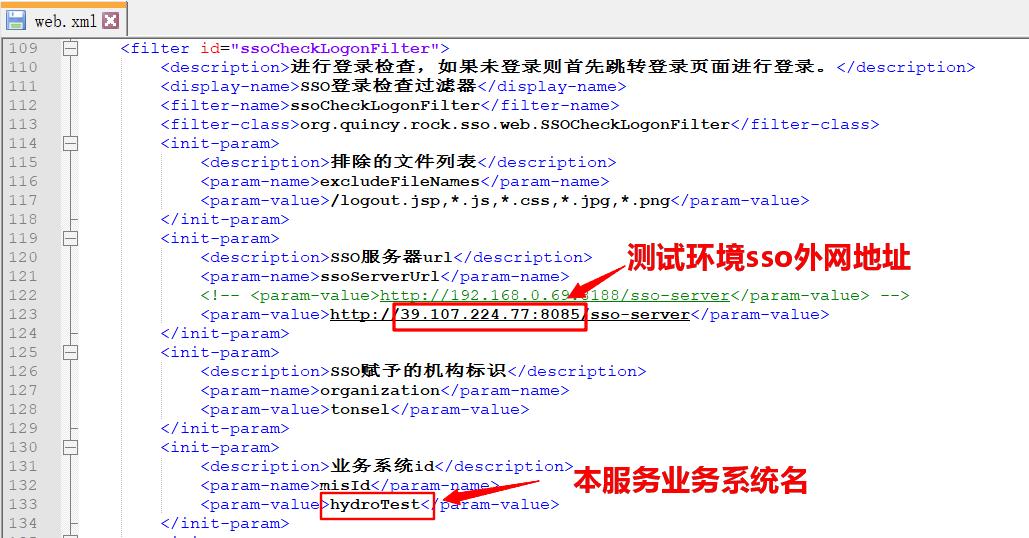 web.xml
109 <filter id="ssoCheckLogonFilter">
110 <description>进行登录检查，如果未登录则首先跳转登录页面进行登录。</description>
111 <display-name>SSO登录检查过滤器</display-name>
112 <filter-name>ssoCheckLogonFilter</filter-name>
113 <filter-class>org.quincy.rock.sso.web.SSOCheckLogonFilter</filter-class>
114 <init-param>
115 <description>排除的文件列表</description>
116 <param-name>excludeFileNames</param-name>
117 <param-value>/logout.jsp,*.js,*.css,*.jpg,*.png</param-value>
118 </init-param>
119 <init-param>
120 <description>SSO服务器url</description>
测试环境sso外网地址
121 <param-name>ssoServerUrl</param-name>
122 <!-- <param-value>http://192.168.0.69 8188/sso-server</param-value> -->
123 <param-value>http://39.107.224.77:8085/sso-server</param-value>
124 </init-param>
125 <init-param>
126 <description>SSO赋予的机构标识</description>
127 <param-name>organization</param-name>
128 <param-value>tonsel</param-value>
129 </init-param>
130 <init-param>
131 <description>业务系统id</description>
132 <param-name>misId</param-name>
本服务业务系统名
133 <param-value>hydroTest</param-value>
134 </init-param>